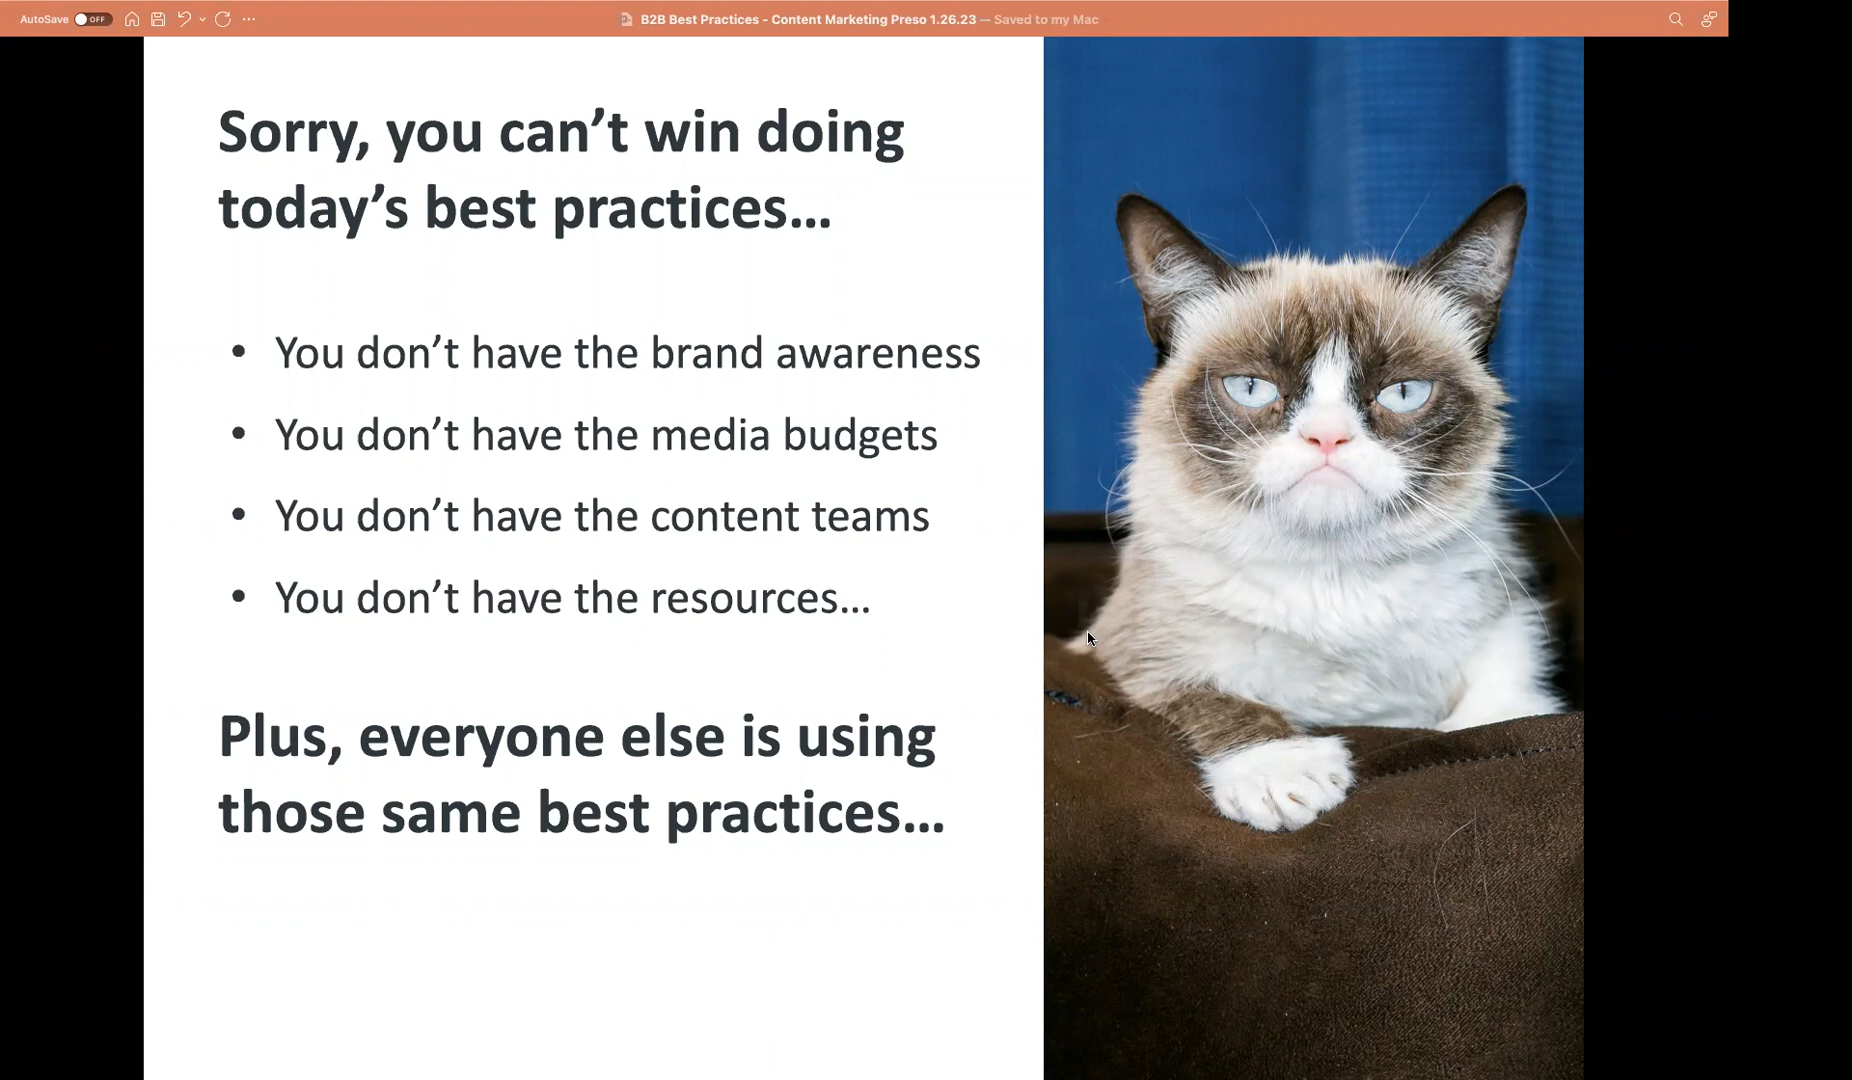 AutoSave OFF
B2B Best Practices - Content Marketing Preso 1.26.23 — Saved to my Mac
Sorry, you can’t win doing
today’s best practices…
• You don’t have the brand awareness
• You don’t have the media budgets
• You don’t have the content teams
• You don’t have the resources…
Plus, everyone else is using
those same best practices…